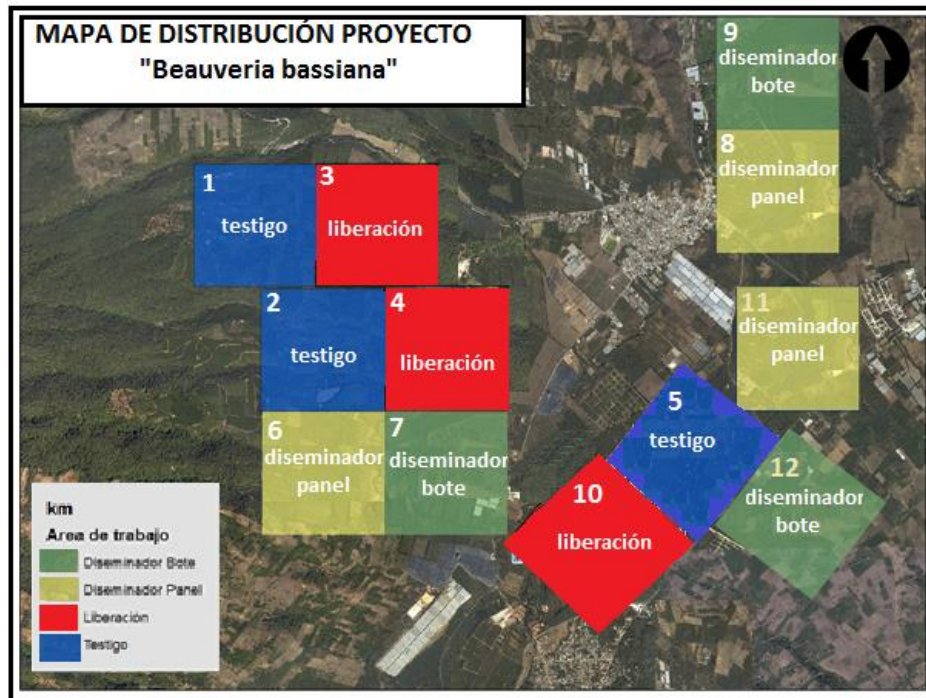 MAPA DE DISTRIBUCIÓN PROYECTO
"Beauveria bassiana"
9
diseminador
bote
8
diseminador
panel
1
testigo
3
liberación
2
testigo
4
liberación
11
diseminador
panel
5
testigo
6
diseminador
panel
7
diseminador
bote
12
diseminador
bote
10
liberación
km
Area de trabajo
Diseminador Bote
Diseminador Panel
Liberación
Testigo